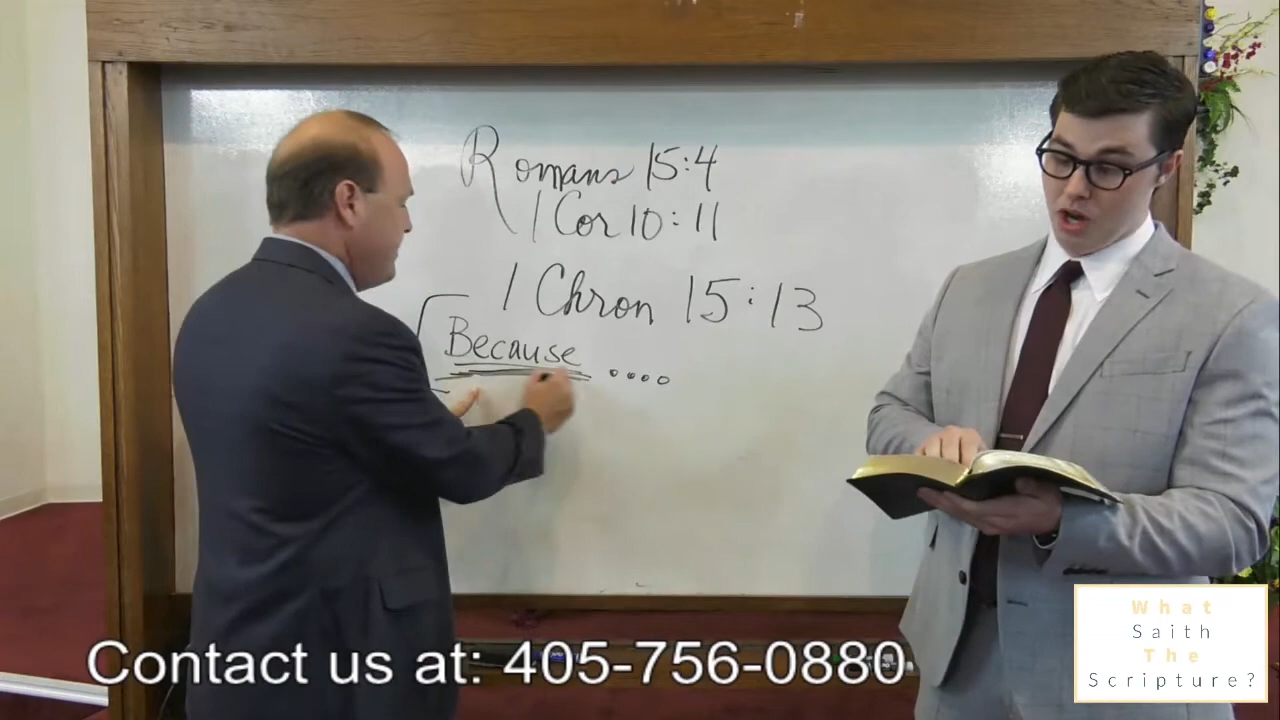 Romans 15:4
1 Cor 10:11
1 Chron 15:13
Because ....
Contact us at: 405-756-0880
What
Saith
The
Scripture?